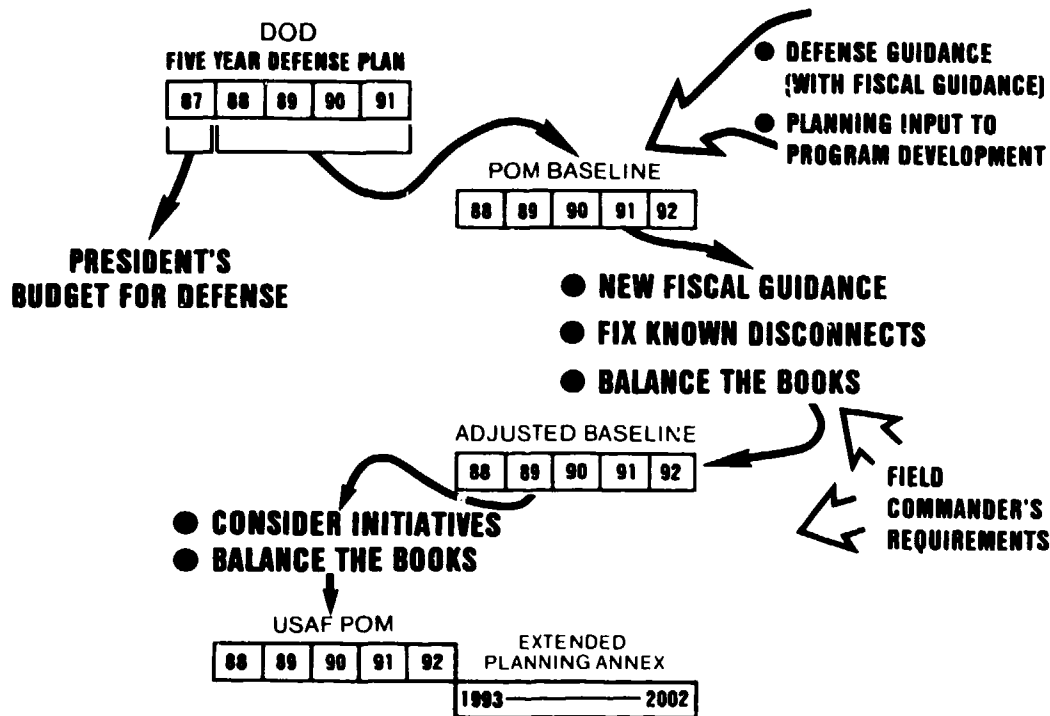 DOD
FIVE YEAR DEFENSE PLAN
87 88 89 90 91
● DEFENSE GUIDANCE
(WITH FISCAL GUIDANCE)
● PLANNING INPUT TO
PROGRAM DEVELOPMENT
POM BASELINE
88 89 90 91 92
PRESIDENT'S
BUDGET FOR DEFENSE
● NEW FISCAL GUIDANCE
● FIX KNOWN DISCONNECTS
● BALANCE THE BOOKS
ADJUSTED BASELINE
88 89 90 91 92
FIELD
COMMANDER'S
REQUIREMENTS
● CONSIDER INITIATIVES
● BALANCE THE BOOKS
USAF POM
88 89 90 91 92
EXTENDED
PLANNING ANNEX
1993 — 2002